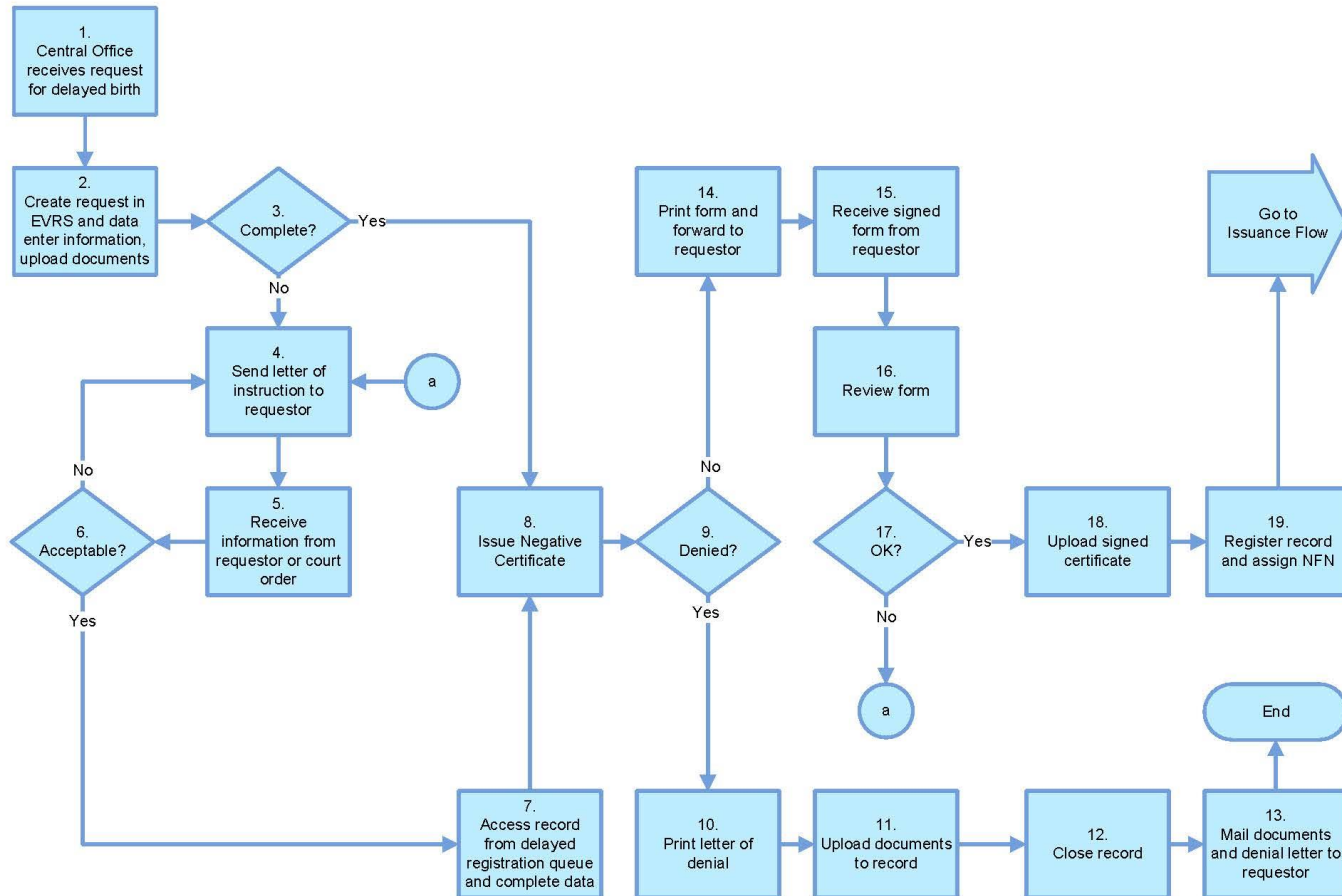 1.
Central Office
receives request
for delayed birth
2.
Create request in
EVRS and data
enter information,
upload documents
3.
Complete?
Yes
No
4.
Send letter of
instruction to
requestor
a
5.
Receive
information from
requestor or court
order
6.
Acceptable?
No
Yes
7.
Access record
from delayed
registration queue
and complete data
8.
Issue Negative
Certificate
9.
Denied?
No
Yes
10.
Print letter of
denial
11.
Upload documents
to record
12.
Close record
13.
Mail documents
and denial letter to
requestor
End
14.
Print form and
forward to
requestor
15.
Receive signed
form from
requestor
16.
Review form
17.
OK?
Yes
No
a
18.
Upload signed
certificate
19.
Register record
and assign NFN
Go to
Issuance Flow